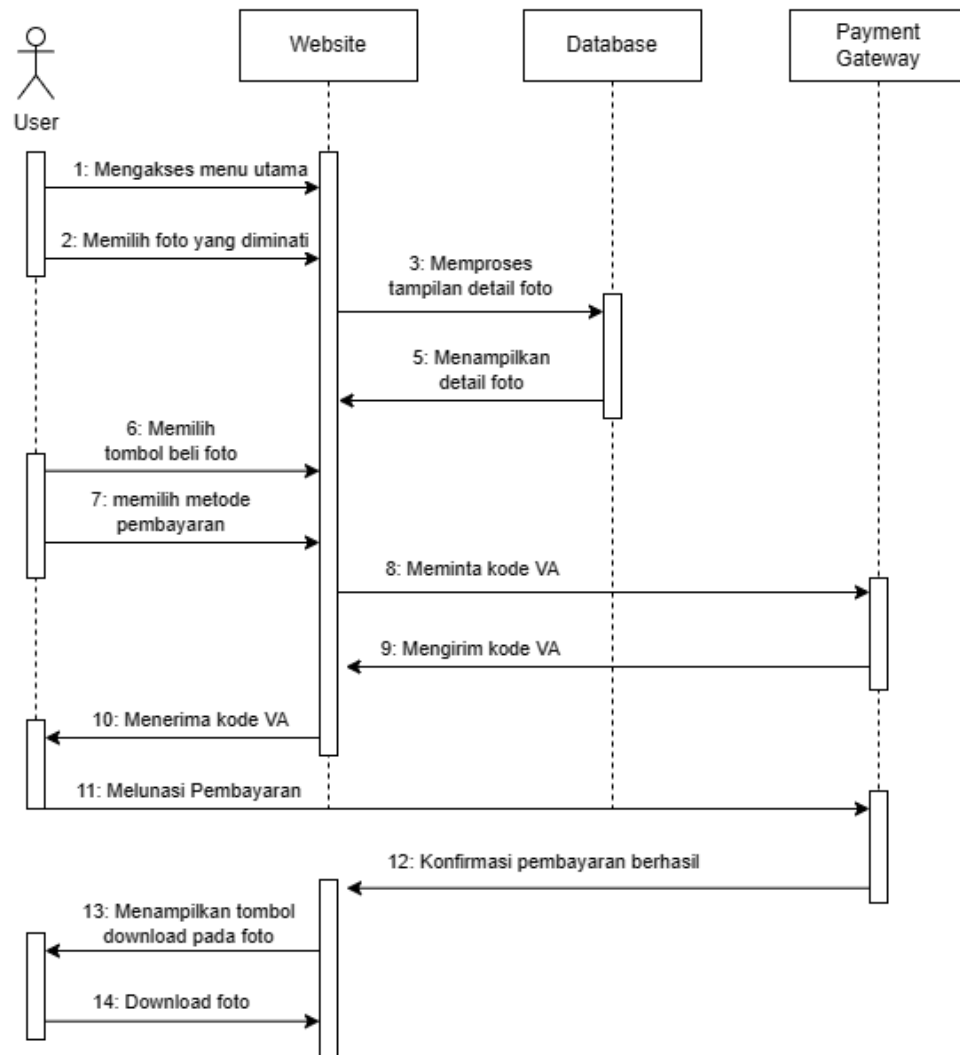 Website
Database
Payment
Gateway
User
1: Mengakses menu utama
2: Memilih foto yang diminati
3: Memproses
tampilan detail foto
5: Menampilkan
detail foto
6: Memilih
tombol beli foto
7: memilih metode
pembayaran
8: Meminta kode VA
9: Mengirim kode VA
10: Menerima kode VA
11: Melunasi Pembayaran
12: Konfirmasi pembayaran berhasil
13: Menampilkan tombol
download pada foto
14: Download foto